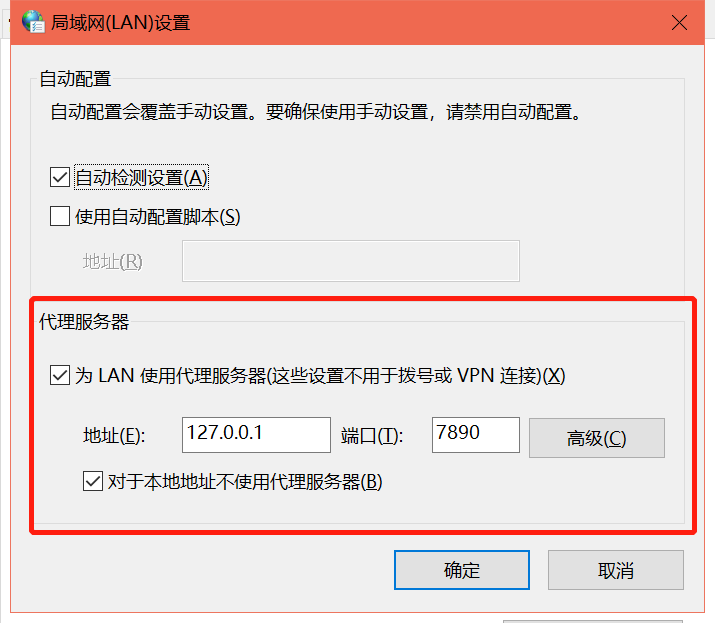 局域网(LAN)设置
自动配置
自动配置会覆盖手动设置。要确保使用手动设置，请禁用自动配置。
自动检测设置(A)
使用自动配置脚本(S)
地址(R)
代理服务器
为 LAN 使用代理服务器(这些设置不用于拨号或 VPN 连接)(X)
地址(E): 127.0.0.1 端口(T): 7890 高级(C)
对于本地地址不使用代理服务器(B)
确定 取消